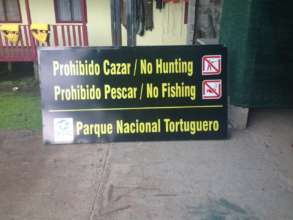 Prohibido Cazar / No Hunting
Prohibido Pescar / No Fishing
Parque Nacional Tortuguero